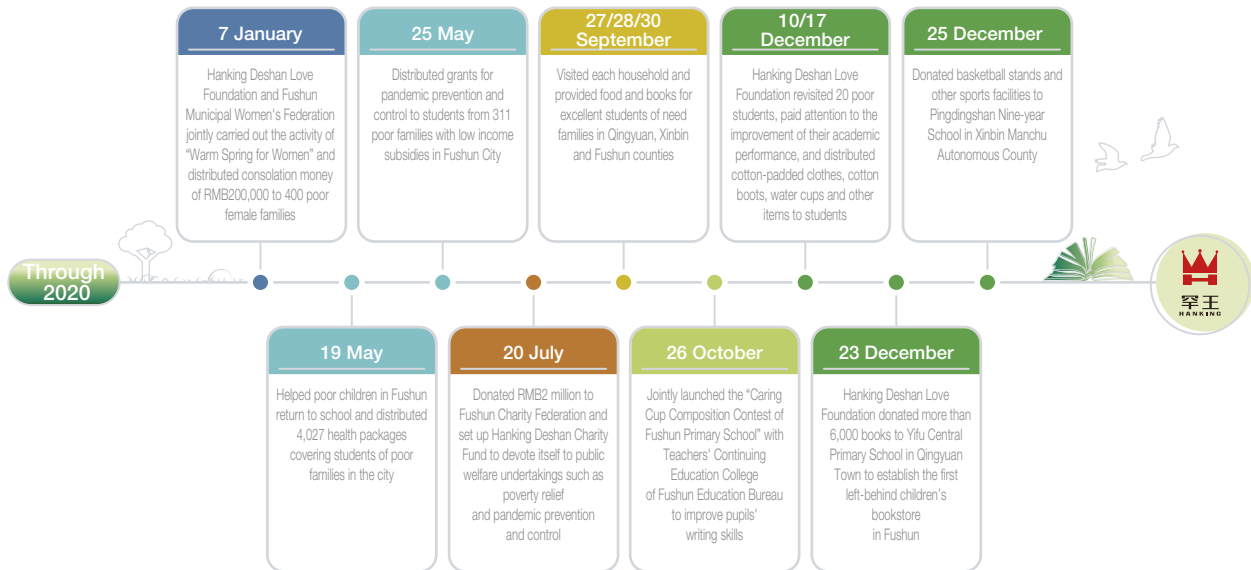 Through
2020
7 January
Hanking Deshan Love
Foundation and Fushun
Municipal Women's Federation
jointly carried out the activity of
“Warm Spring for Women” and
distributed consolation money
of RMB200,000 to 400 poor
female families
19 May
Helped poor children in Fushun
return to school and distributed
4,027 health packages
covering students of poor
families in the city
25 May
Distributed grants for
pandemic prevention and
control to students from 311
poor families with low income
subsidies in Fushun City
20 July
Donated RMB2 million to
Fushun Charity Federation and
set up Hanking Deshan Charity
Fund to devote itself to public
welfare undertakings such as
poverty relief
and pandemic prevention
and control
27/28/30
September
Visited each household and
provided food and books for
excellent students of need
families in Qingyuan, Xinbin
and Fushun counties
26 October
Jointly launched the “Caring
Cup Composition Contest of
Fushun Primary School” with
Teachers' Continuing
Education College
of Fushun Education Bureau
to improve pupils'
writing skills
10/17
December
Hanking Deshan Love
Foundation revisited 20 poor
students, paid attention to the
improvement of their academic
performance, and distributed
cotton-padded clothes, cotton
boots, water cups and other
items to students
23 December
Hanking Deshan Love
Foundation donated more than
6,000 books to Yifu Central
Primary School in Qingyuan
Town to establish the first
left-behind children's
bookstore
in Fushun
25 December
Donated basketball stands and
other sports facilities to
Pingdingshan Nine-year
School in Xinbin Manchu
Autonomous County
罕王
HANKING